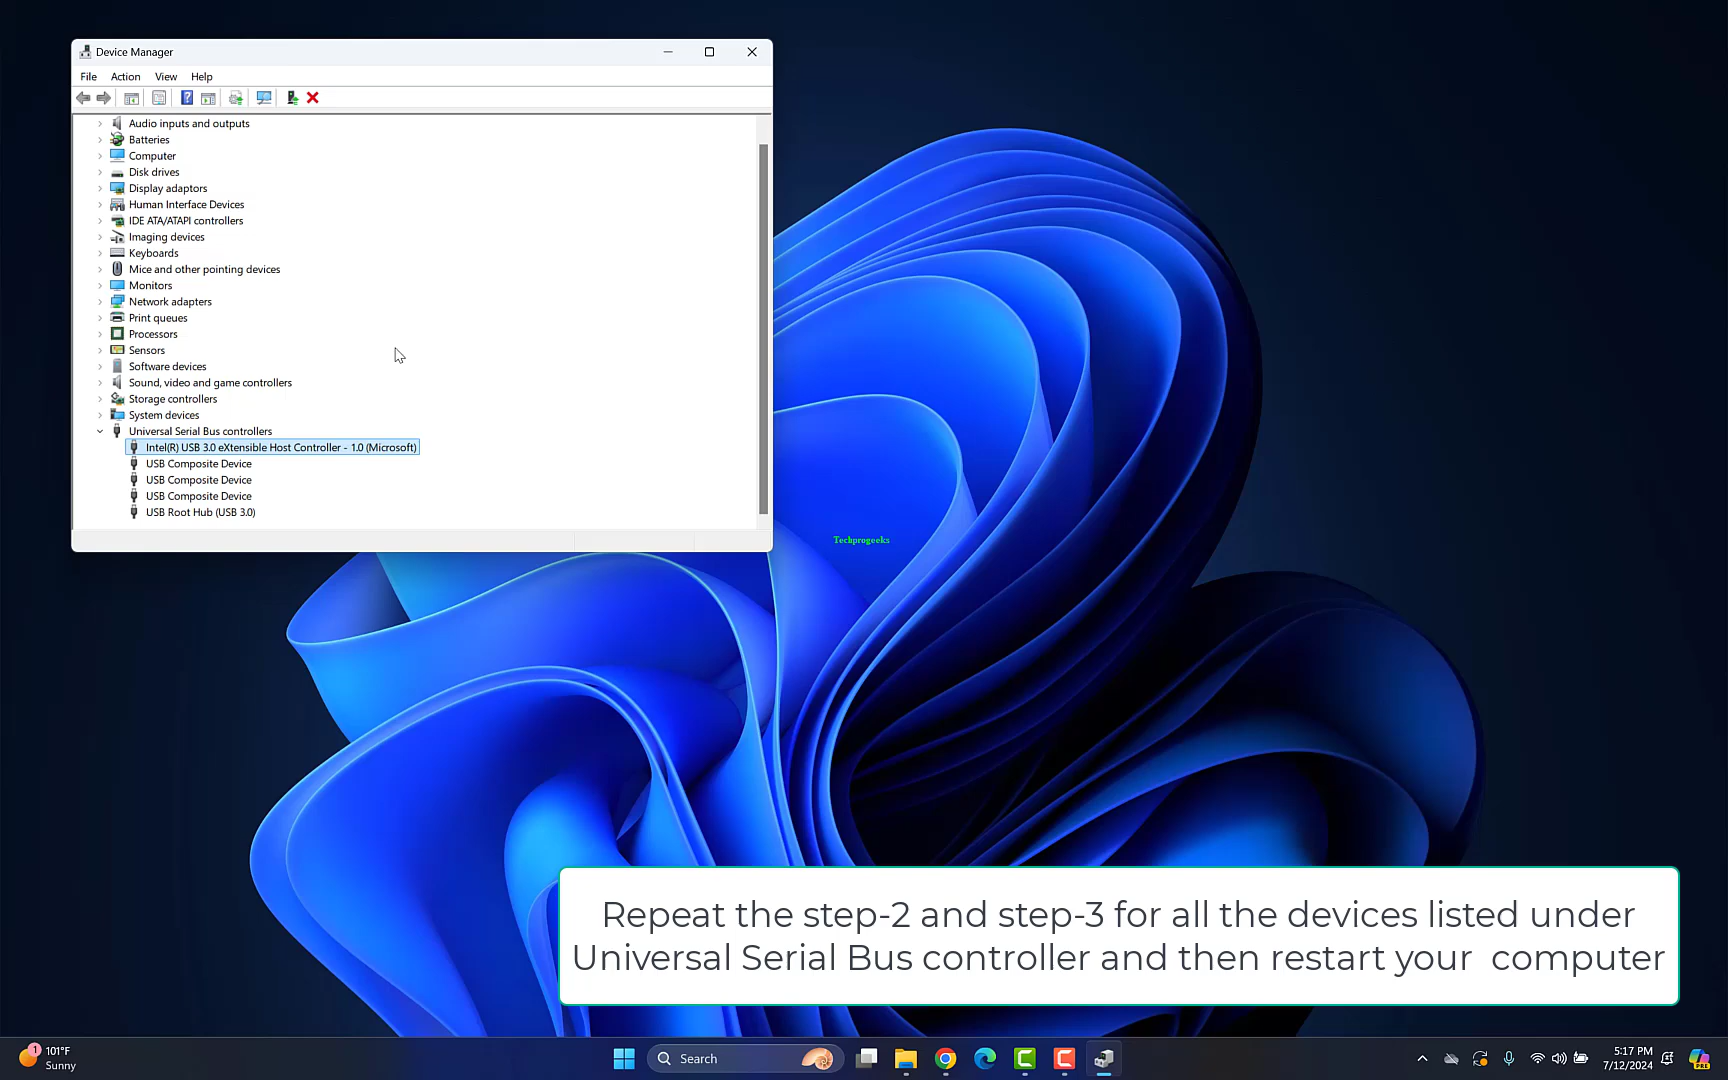 Device Manager
File Action View Help
Audio inputs and outputs
Batteries
Computer
Disk drives
Display adaptors
Human Interface Devices
IDE ATA/ATAPI controllers
Imaging devices
Keyboards
Mice and other pointing devices
Monitors
Network adapters
Print queues
Processors
Sensors
Software devices
Sound, video and game controllers
Storage controllers
System devices
Universal Serial Bus controllers
Intel(R) USB 3.0 eXtensible Host Controller - 1.0 (Microsoft)
USB Composite Device
USB Composite Device
USB Composite Device
USB Root Hub (USB 3.0)
Techprogeeks
Repeat the step-2 and step-3 for all the devices listed under
Universal Serial Bus controller and then restart your computer
1
101°F
Sunny
Search
5:17 PM
7/12/2024
PRE